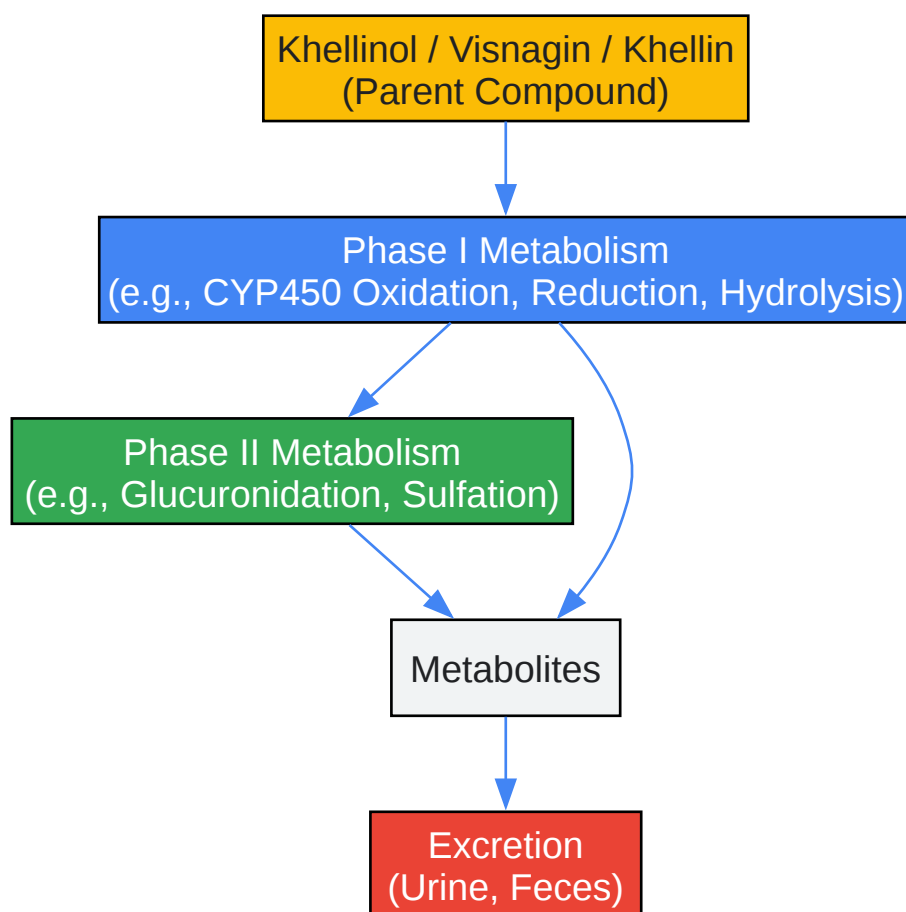 Khellinol / Visnagin / Khellin
(Parent Compound)
Phase I Metabolism
(e.g., CYP450 Oxidation, Reduction, Hydrolysis)
Phase II Metabolism
(e.g., Glucuronidation, Sulfation)
Metabolites
Excretion
(Urine, Feces)